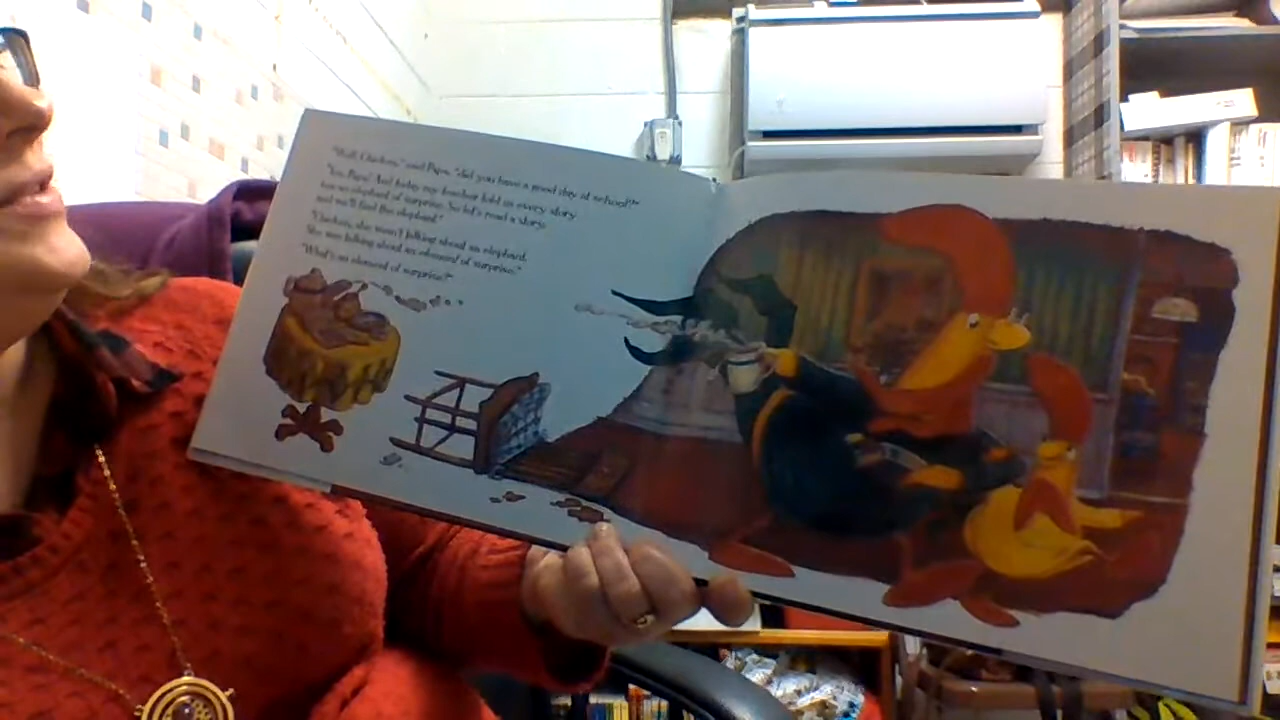 "Well, Chicken," said Papa, "did you have a good day at school?"
"Yes, Papa! And today my teacher told us every story
has an elephant of surprise. So let's read a story
and we'll find the elephant."
"Chicken, she wasn't talking about an elephant.
She was talking about an element of surprise."
"What's an element of surprise?"